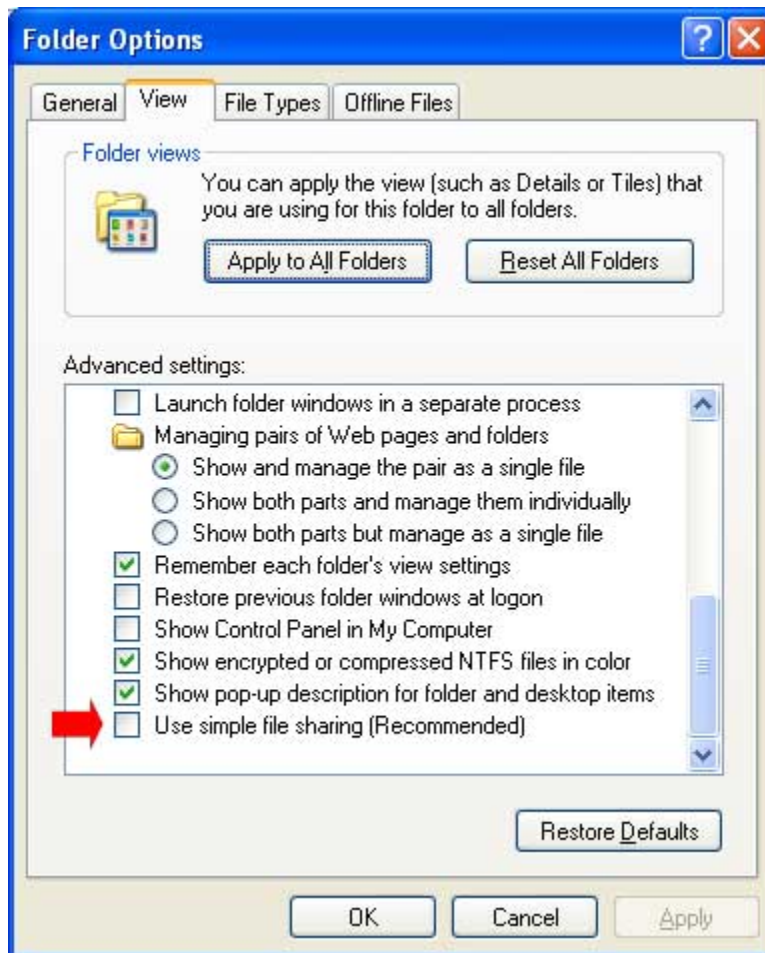 Folder Options
General View File Types Offline Files
Folder views
You can apply the view (such as Details or Tiles) that
you are using for this folder to all folders.
Apply to All Folders Reset All Folders
Advanced settings:
Launch folder windows in a separate process
Managing pairs of Web pages and folders
Show and manage the pair as a single file
Show both parts and manage them individually
Show both parts but manage as a single file
Remember each folder's view settings
Restore previous folder windows at logon
Show Control Panel in My Computer
Show encrypted or compressed NTFS files in color
Show pop-up description for folder and desktop items
Use simple file sharing (Recommended)
Restore Defaults
OK Cancel Apply